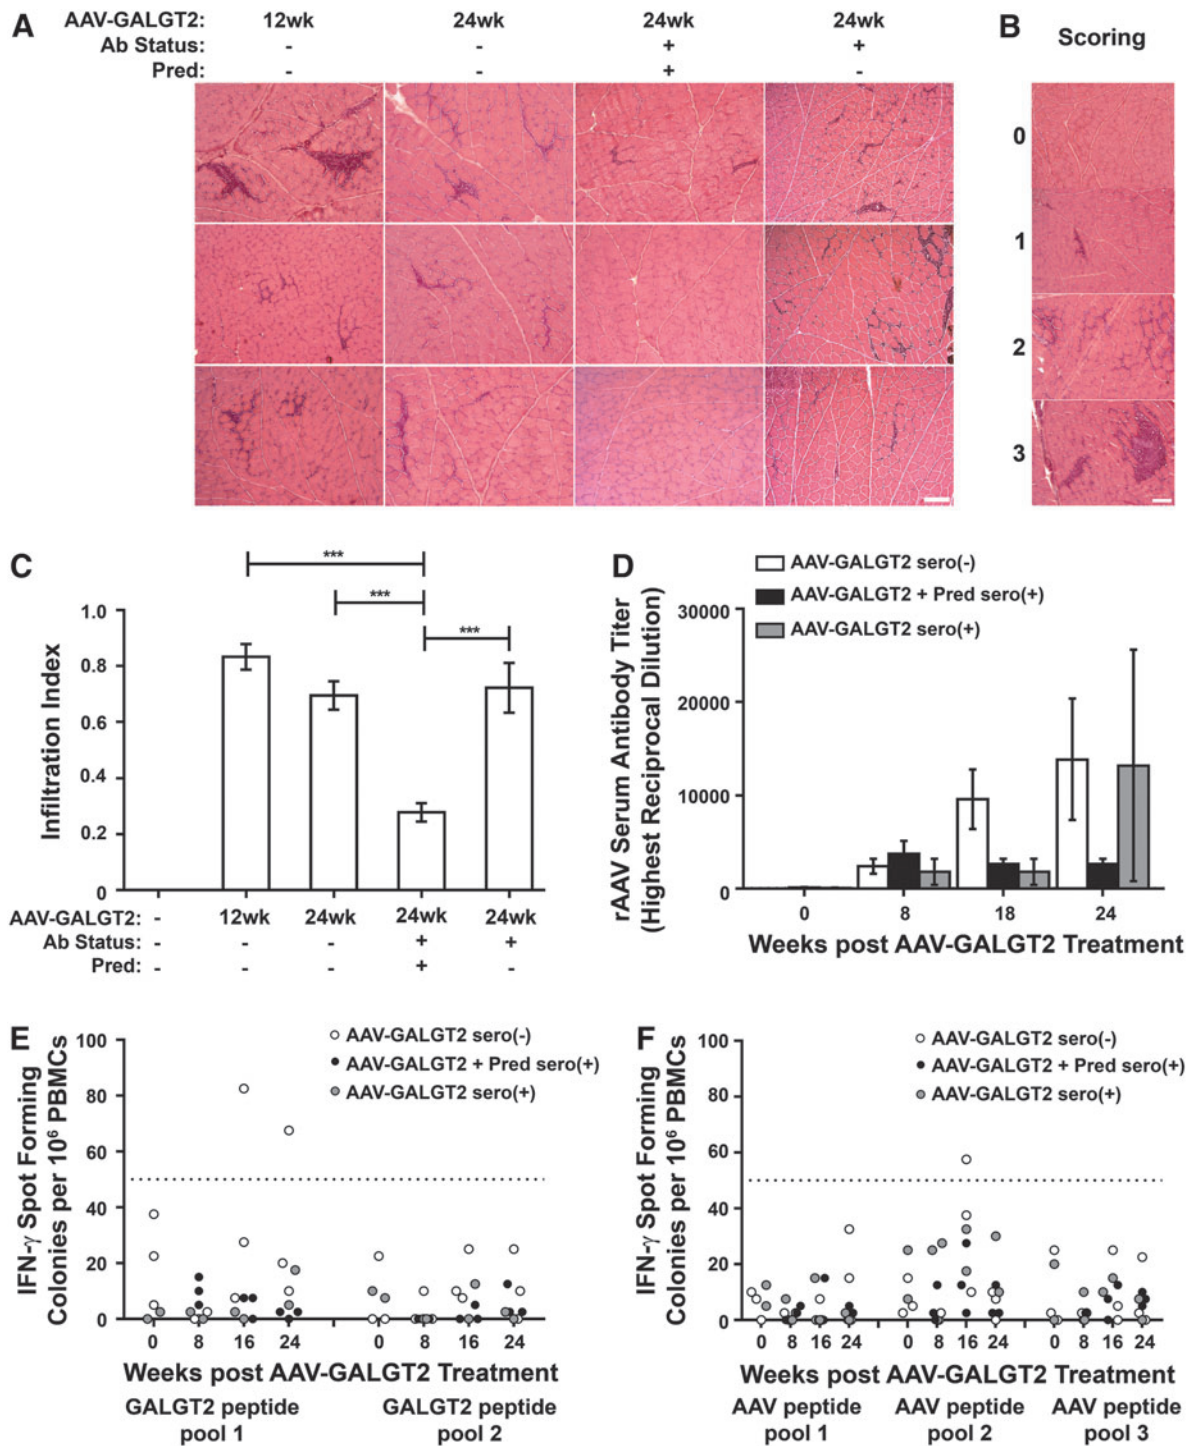 A
AAV-GALGT2: 12wk 24wk 24wk 24wk
Ab Status: - - + +
Pred: - - + -
B
Scoring
0
1
2
3
C
*** 
***
***
Infiltration Index
1.0
0.8
0.6
0.4
0.2
0
AAV-GALGT2: - 12wk 24wk 24wk 24wk
Ab Status: - - - + +
Pred: - - - + -
D
AAV-GALGT2 sero(-)
AAV-GALGT2 + Pred sero(+)
AAV-GALGT2 sero(+)
rAAV Serum Antibody Titer
(Highest Reciprocal Dilution)
30000
20000
10000
0
0 8 18 24
Weeks post AAV-GALGT2 Treatment
E
AAV-GALGT2 sero(-)
AAV-GALGT2 + Pred sero(+)
AAV-GALGT2 sero(+)
IFN-γ Spot Forming
Colonies per 10⁶ PBMCs
100
80
60
40
20
0
0 8 16 24 0 8 16 24
Weeks post AAV-GALGT2 Treatment
GALGT2 peptide GALGT2 peptide
pool 1 pool 2
F
AAV-GALGT2 sero(-)
AAV-GALGT2 + Pred sero(+)
AAV-GALGT2 sero(+)
IFN-γ Spot Forming
Colonies per 10⁶ PBMCs
100
80
60
40
20
0
0 8 16 24 0 8 16 24 0 8 16 24
Weeks post AAV-GALGT2 Treatment
AAV peptide AAV peptide AAV peptide
pool 1 pool 2 pool 3